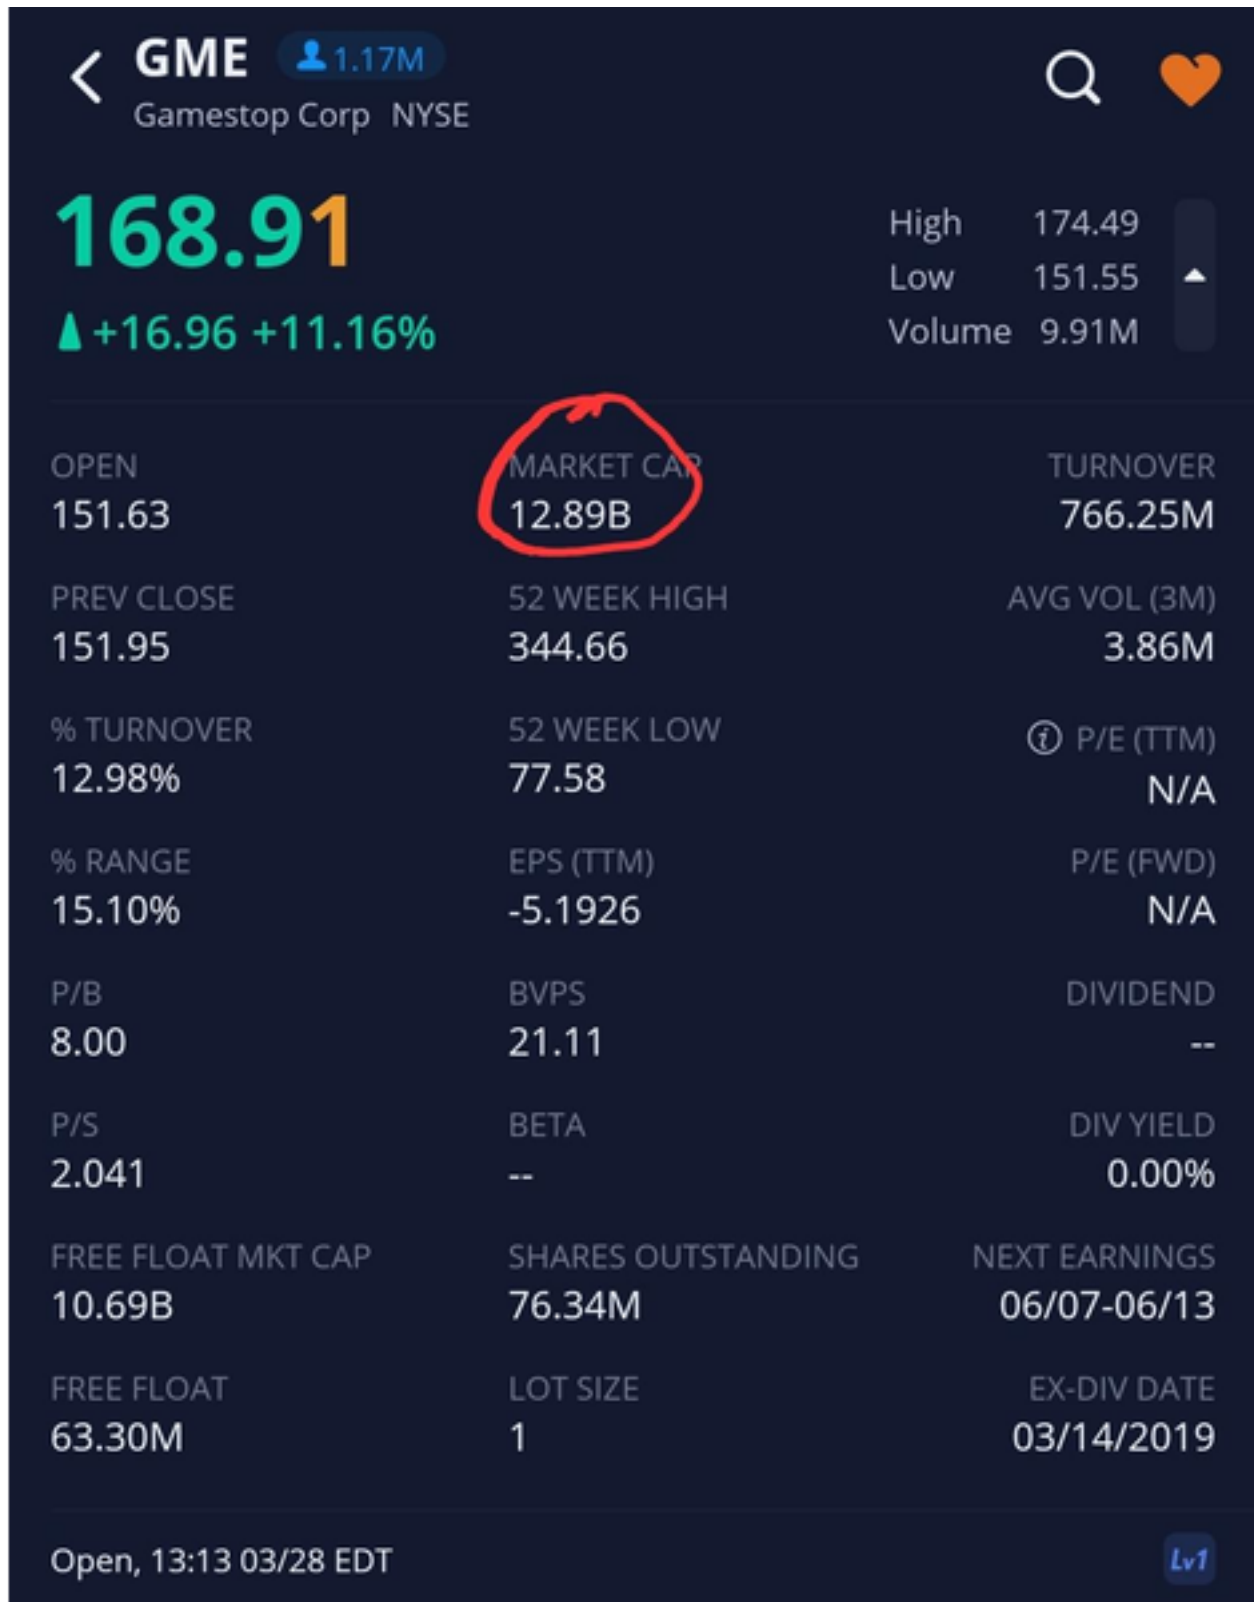 GME 1.17M
Gamestop Corp NYSE
168.91
+16.96 +11.16%
High 174.49
Low 151.55
Volume 9.91M
OPEN MARKET CAP TURNOVER
151.63 12.89B 766.25M
PREV CLOSE 52 WEEK HIGH AVG VOL (3M)
151.95 344.66 3.86M
% TURNOVER 52 WEEK LOW P/E (TTM)
12.98% 77.58 N/A
% RANGE EPS (TTM) P/E (FWD)
15.10% -5.1926 N/A
P/B BVPS DIVIDEND
8.00 21.11 --
P/S BETA DIV YIELD
2.041 -- 0.00%
FREE FLOAT MKT CAP SHARES OUTSTANDING NEXT EARNINGS
10.69B 76.34M 06/07-06/13
FREE FLOAT LOT SIZE EX-DIV DATE
63.30M 1 03/14/2019
Open, 13:13 03/28 EDT Lv1